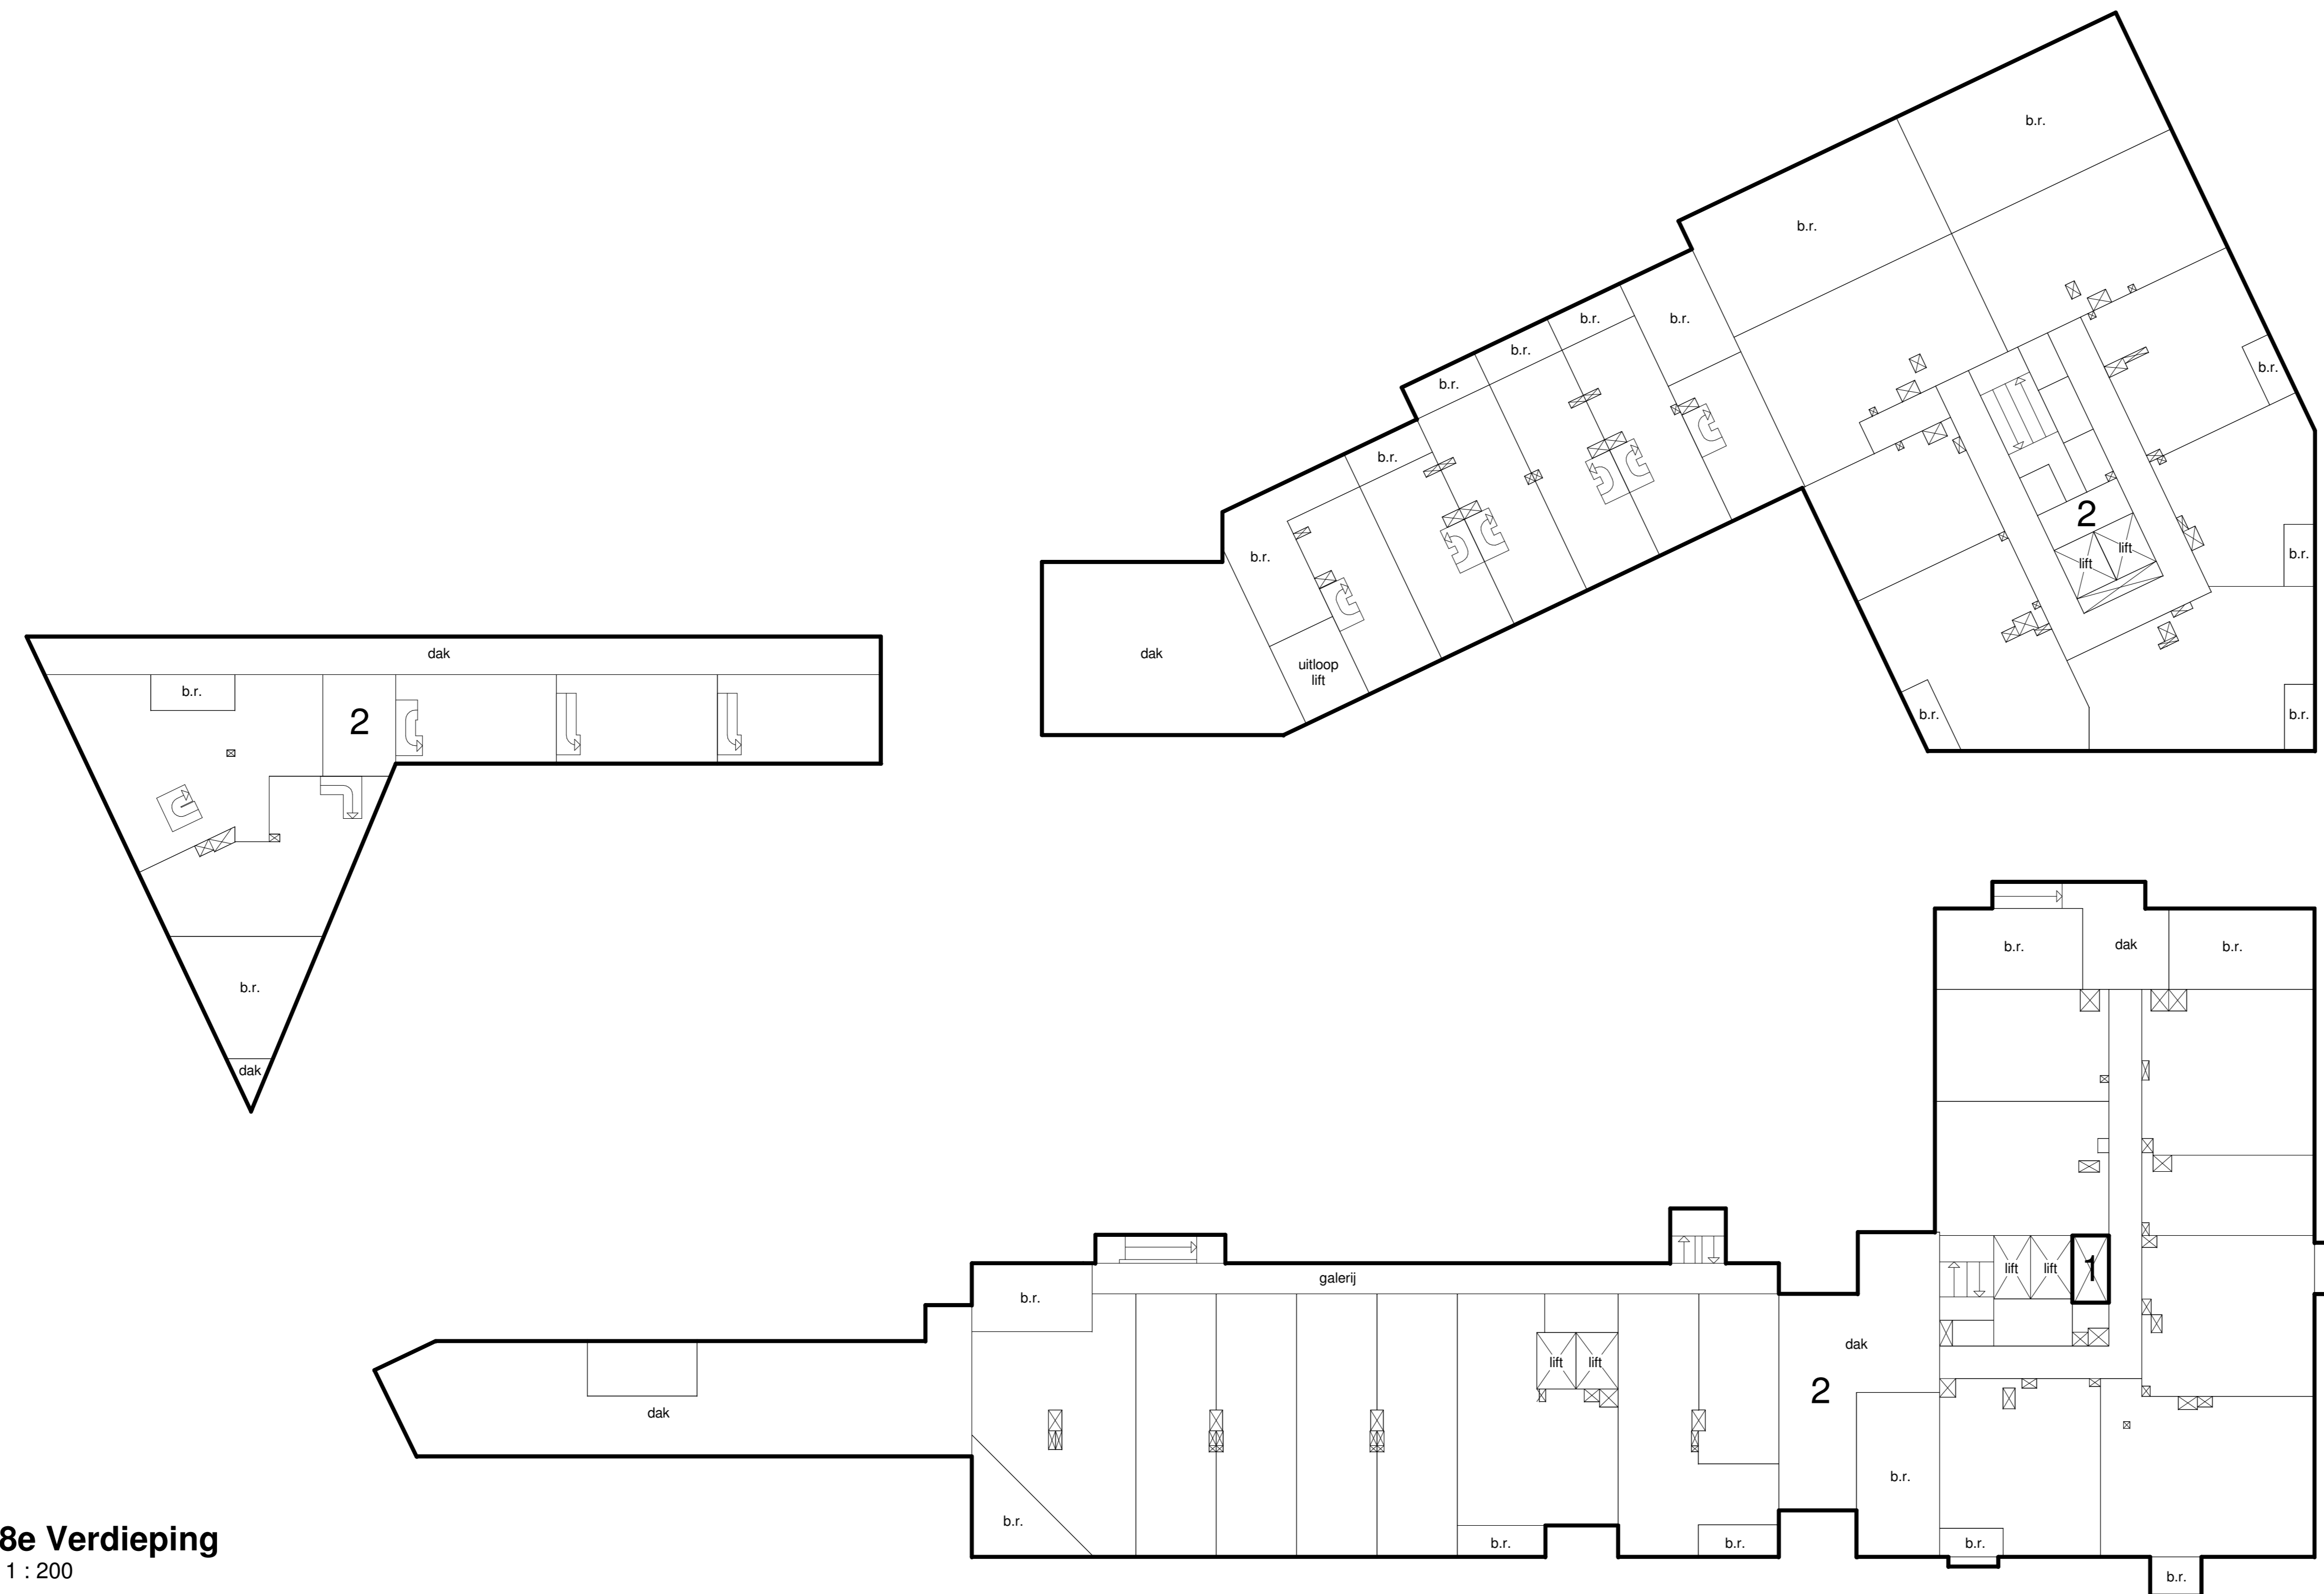 b.r.
b.r.
b.r.
b.r.
b.r.
b.r.
b.r.
b.r.
b.r.
2
lift
lift
b.r.
b.r.
dak
uitloop
lift
b.r.
b.r.
dak
b.r.
2
b.r.
dak
b.r.
dak
b.r.
lift
lift
1
galerij
b.r.
dak
lift
lift
2
dak
b.r.
b.r.
b.r.
b.r.
b.r.
b.r.
8e Verdieping
1 : 200